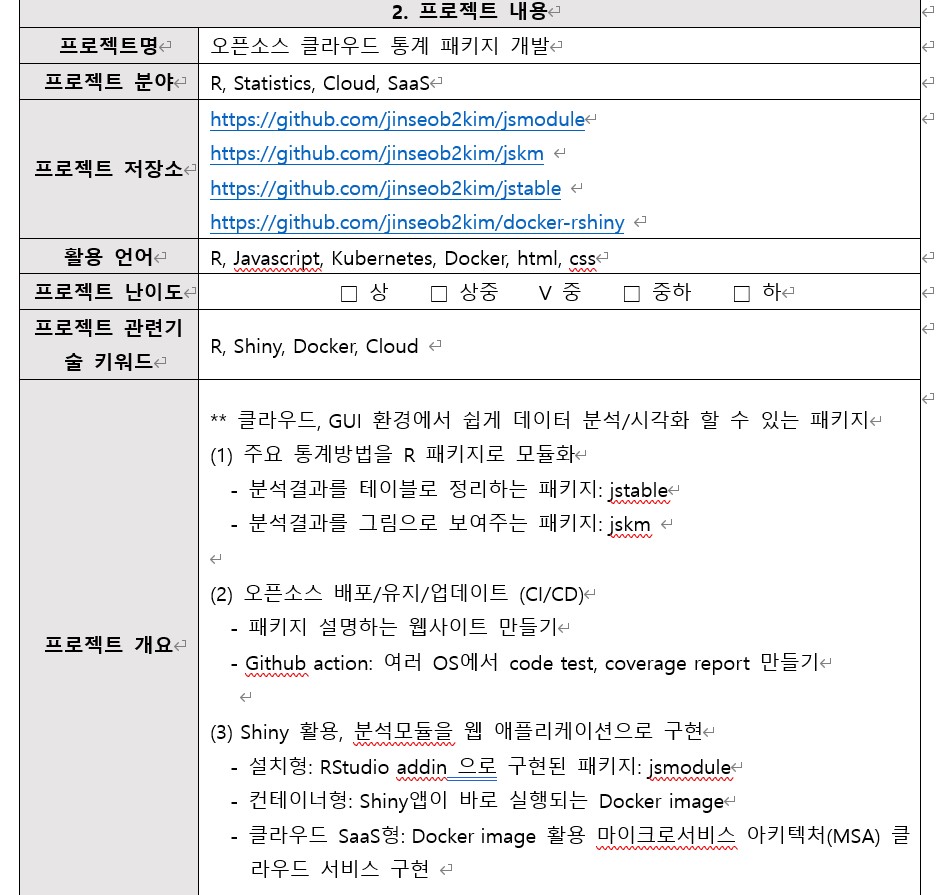 2. 프로젝트 내용
프로젝트명
오픈소스 클라우드 통계 패키지 개발
프로젝트 분야
R, Statistics, Cloud, SaaS
프로젝트 저장소
https://github.com/jinseob2kim/jsmodule
https://github.com/jinseob2kim/jskm
https://github.com/jinseob2kim/jstable
https://github.com/jinseob2kim/docker-rshiny
활용 언어
R, Javascript, Kubernetes, Docker, html, css
프로젝트 난이도
□ 상 □ 상중 V 중 □ 중하 □ 하
프로젝트 관련기
술 키워드
R, Shiny, Docker, Cloud
프로젝트 개요
** 클라우드, GUI 환경에서 쉽게 데이터 분석/시각화 할 수 있는 패키지
(1) 주요 통계방법을 R 패키지로 모듈화
- 분석결과를 테이블로 정리하는 패키지: jstable
- 분석결과를 그림으로 보여주는 패키지: jskm
(2) 오픈소스 배포/유지/업데이트 (CI/CD)
- 패키지 설명하는 웹사이트 만들기
- Github action: 여러 OS에서 code test, coverage report 만들기
(3) Shiny 활용, 분석모듈을 웹 애플리케이션으로 구현
- 설치형: RStudio addin 으로 구현된 패키지: jsmodule
- 컨테이너형: Shiny앱이 바로 실행되는 Docker image
- 클라우드 SaaS형: Docker image 활용 마이크로서비스 아키텍처(MSA) 클
라우드 서비스 구현